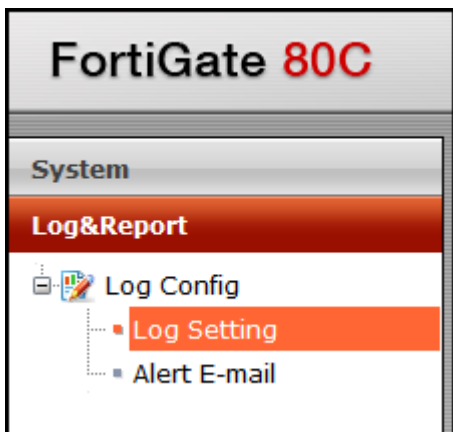 FortiGate 80C
System
Log&Report
Log Config
Log Setting
Alert E-mail